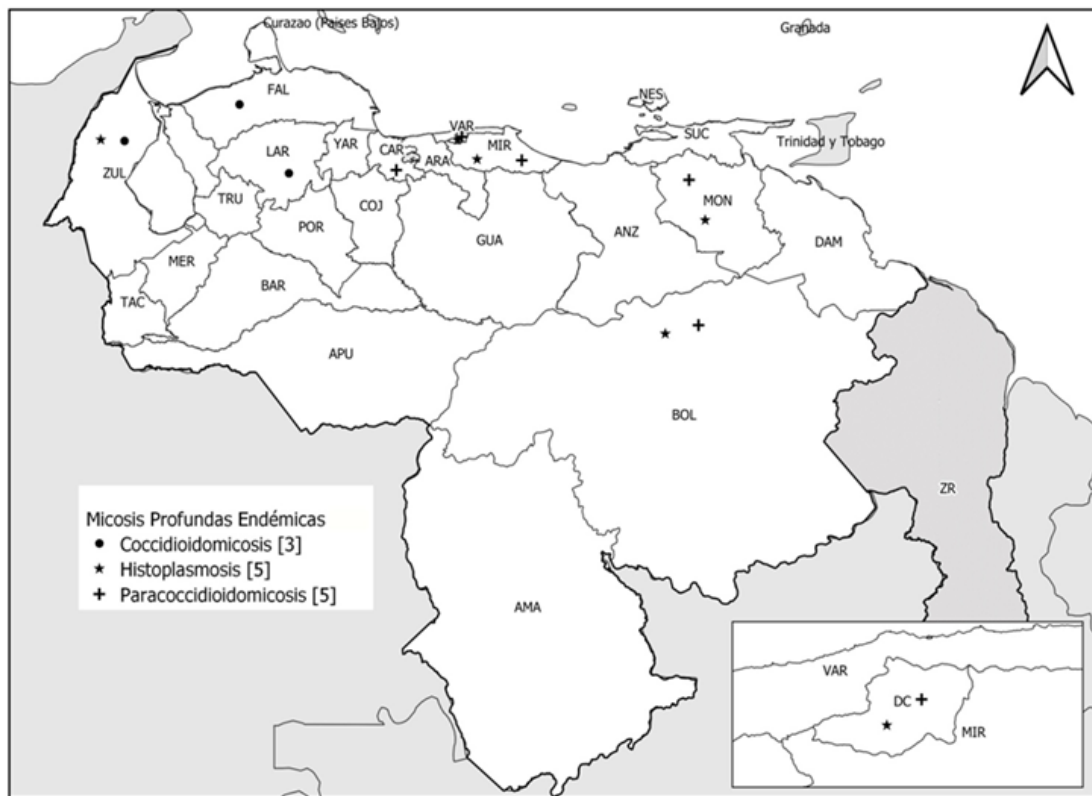 Curazao (Paises Bajos)
Granada
FAL
NES
VAR
SUC
Trinidad y Tobago
ZUL
LAR
YAR
CAR
ARA
MIR
TRU
COJ
MON
POR
GUA
ANZ
DAM
MER
BAR
TAC
APU
BOL
ZR
AMA
Micosis Profundas Endémicas
Coccidioidomicosis [3]
Histoplasmosis [5]
Paracoccidioidomicosis [5]
VAR
DC
MIR